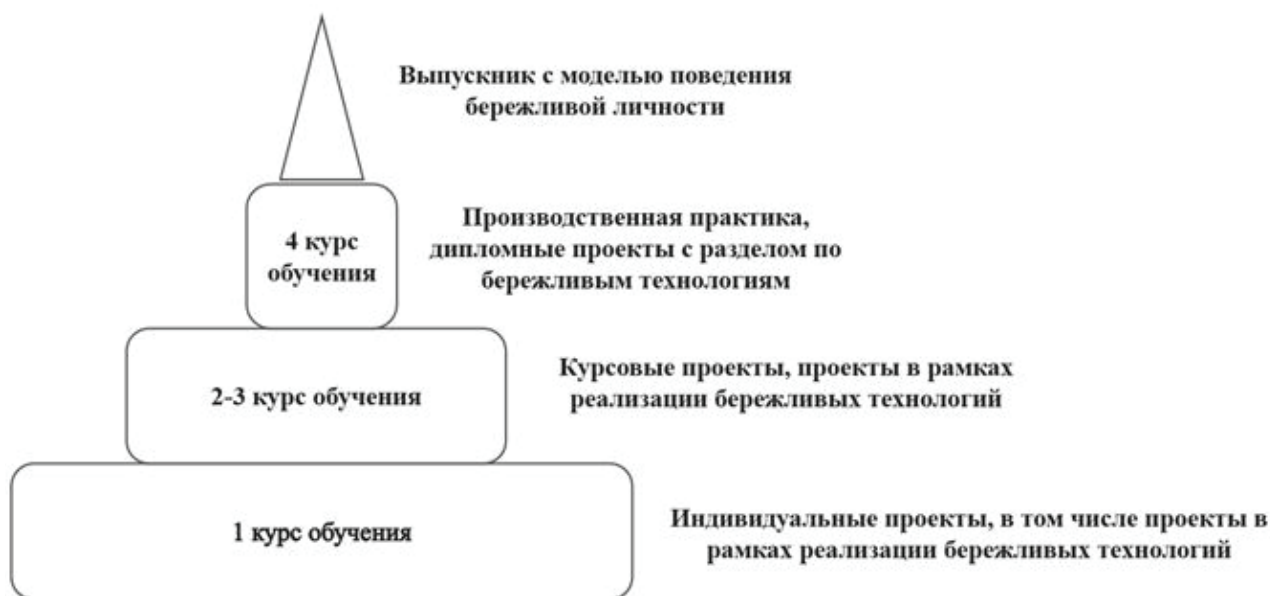 Выпускник с моделью поведения
бережливой личности
4 курс
обучения
Производственная практика,
дипломные проекты с разделом по
бережливым технологиям
2-3 курс обучения
Курсовые проекты, проекты в рамках
реализации бережливых технологий
1 курс обучения
Индивидуальные проекты, в том числе проекты в
рамках реализации бережливых технологий